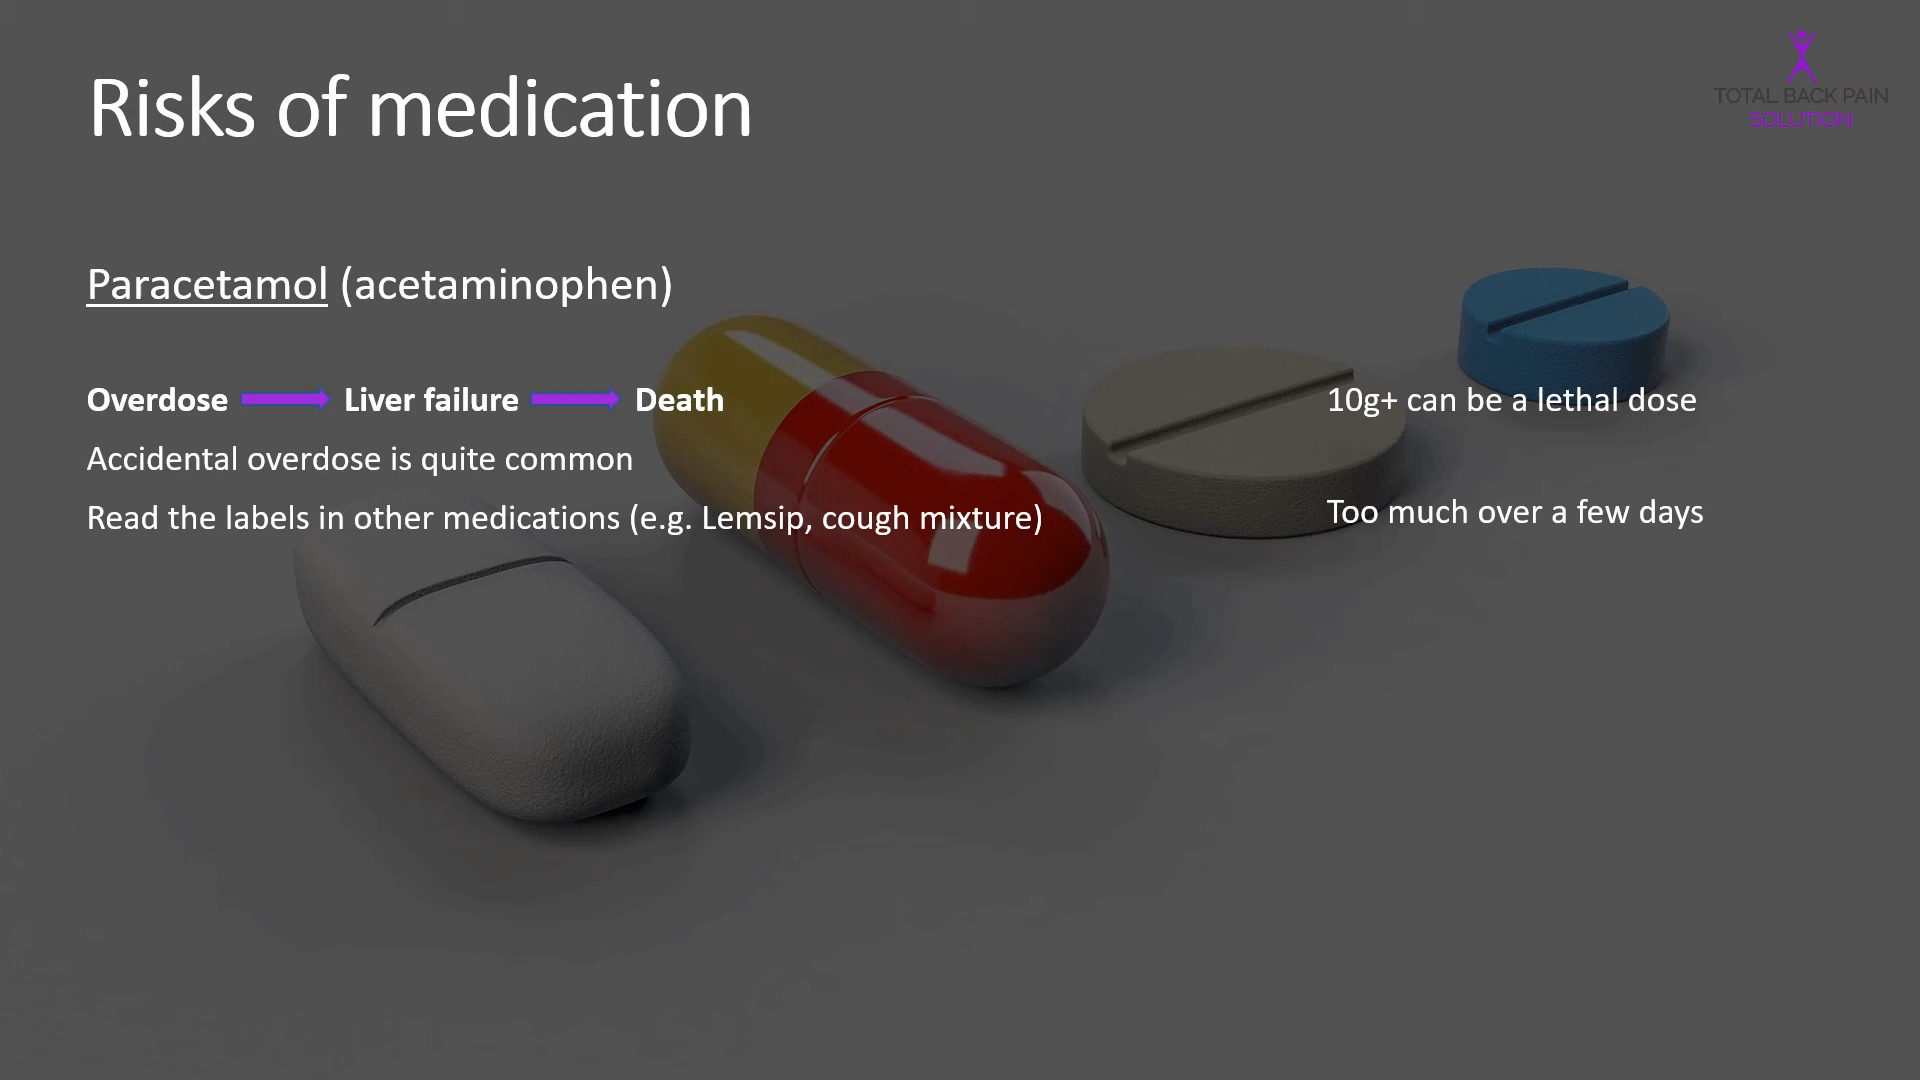 Risks of medication
TOTAL BACK PAIN
SOLUTION
Paracetamol (acetaminophen)
Overdose Liver failure Death
10g+ can be a lethal dose
Accidental overdose is quite common
Read the labels in other medications (e.g. Lemsip, cough mixture)
Too much over a few days